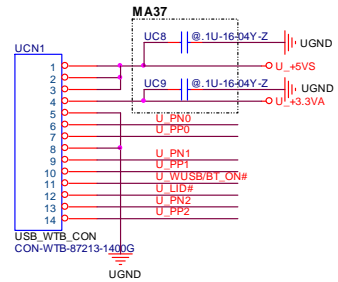 MA37
UC8 @.1U-16-04Y-Z
UGND
UCN1
1 U_+5VS
2
UC9 @.1U-16-04Y-Z
3 UGND
4 U_+3.3VA
5
6 U_PN0
7 U_PP0
8
9 U_PN1
10 U_PP1
11 U_WUSB/BT_ON#
12 U_LID#
13 U_PN2
14 U_PP2
USB_WTB_CON
CON-WTB-87213-1400G
UGND